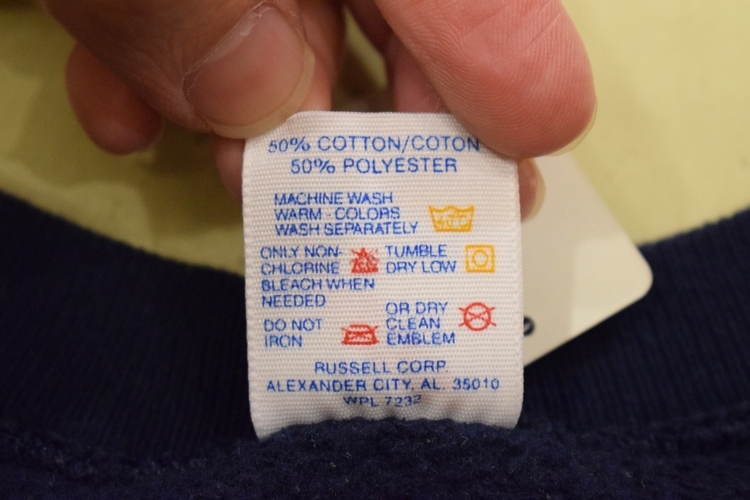 50% COTTON/COTON
50% POLYESTER
MACHINE WASH
WARM - COLORS
WASH SEPARATELY
ONLY NON-
CHLORINE
BLEACH WHEN
NEEDED
TUMBLE
DRY LOW
DO NOT
IRON
OR DRY
CLEAN
EMBLEM
RUSSELL CORP.
ALEXANDER CITY, AL. 35010
WPL 7232